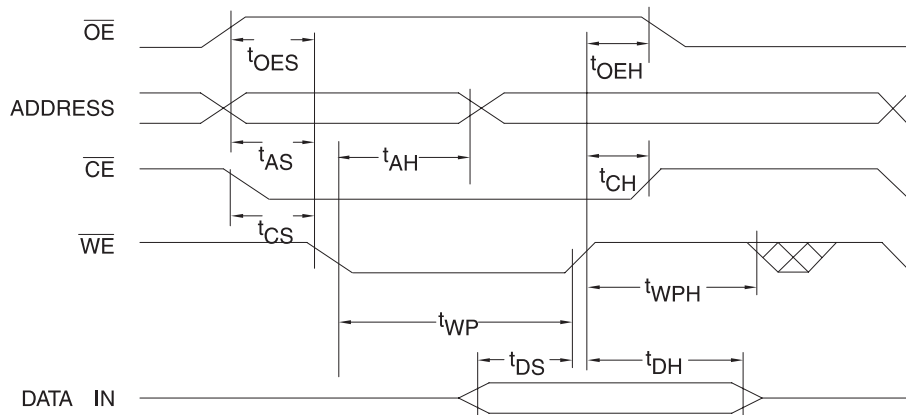 OE
tOES
tOEH
ADDRESS
tAS
tAH
CE
tCH
tCS
WE
tWPH
tWP
tDS
tDH
DATA IN